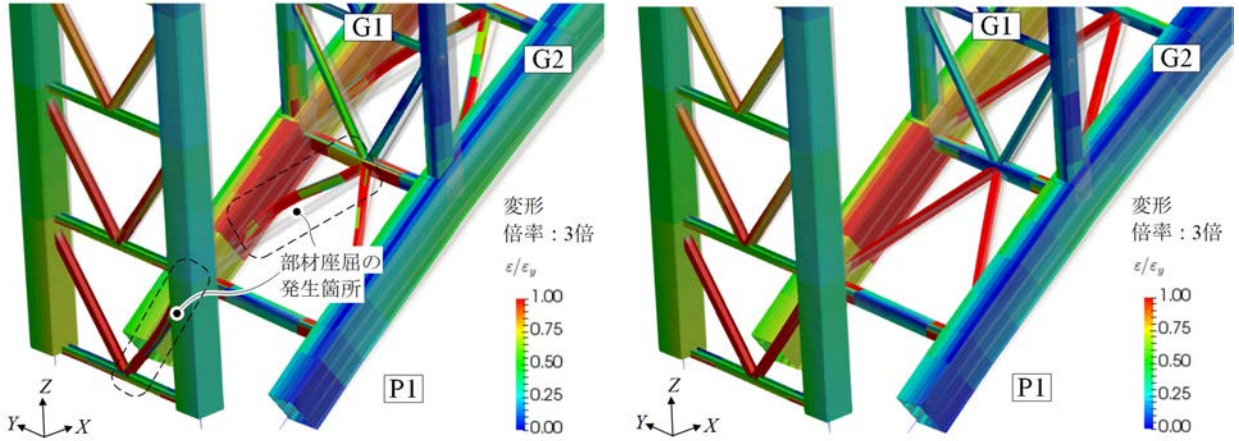 G1
G2
変形
倍率：3倍
ε/εy
1.00
0.75
0.50
0.25
0.00
部材座屈の
発生箇所
P1
Z
Y
X
G1
G2
変形
倍率：3倍
ε/εy
1.00
0.75
0.50
0.25
0.00
P1
Z
Y
X